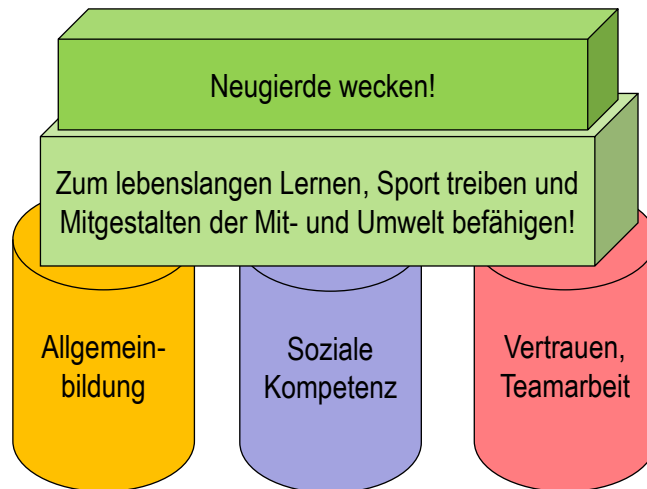 Neugierde wecken!
Zum lebenslangen Lernen, Sport treiben und
Mitgestalten der Mit- und Umwelt befähigen!
Allgemein-
bildung
Soziale
Kompetenz
Vertrauen,
Teamarbeit